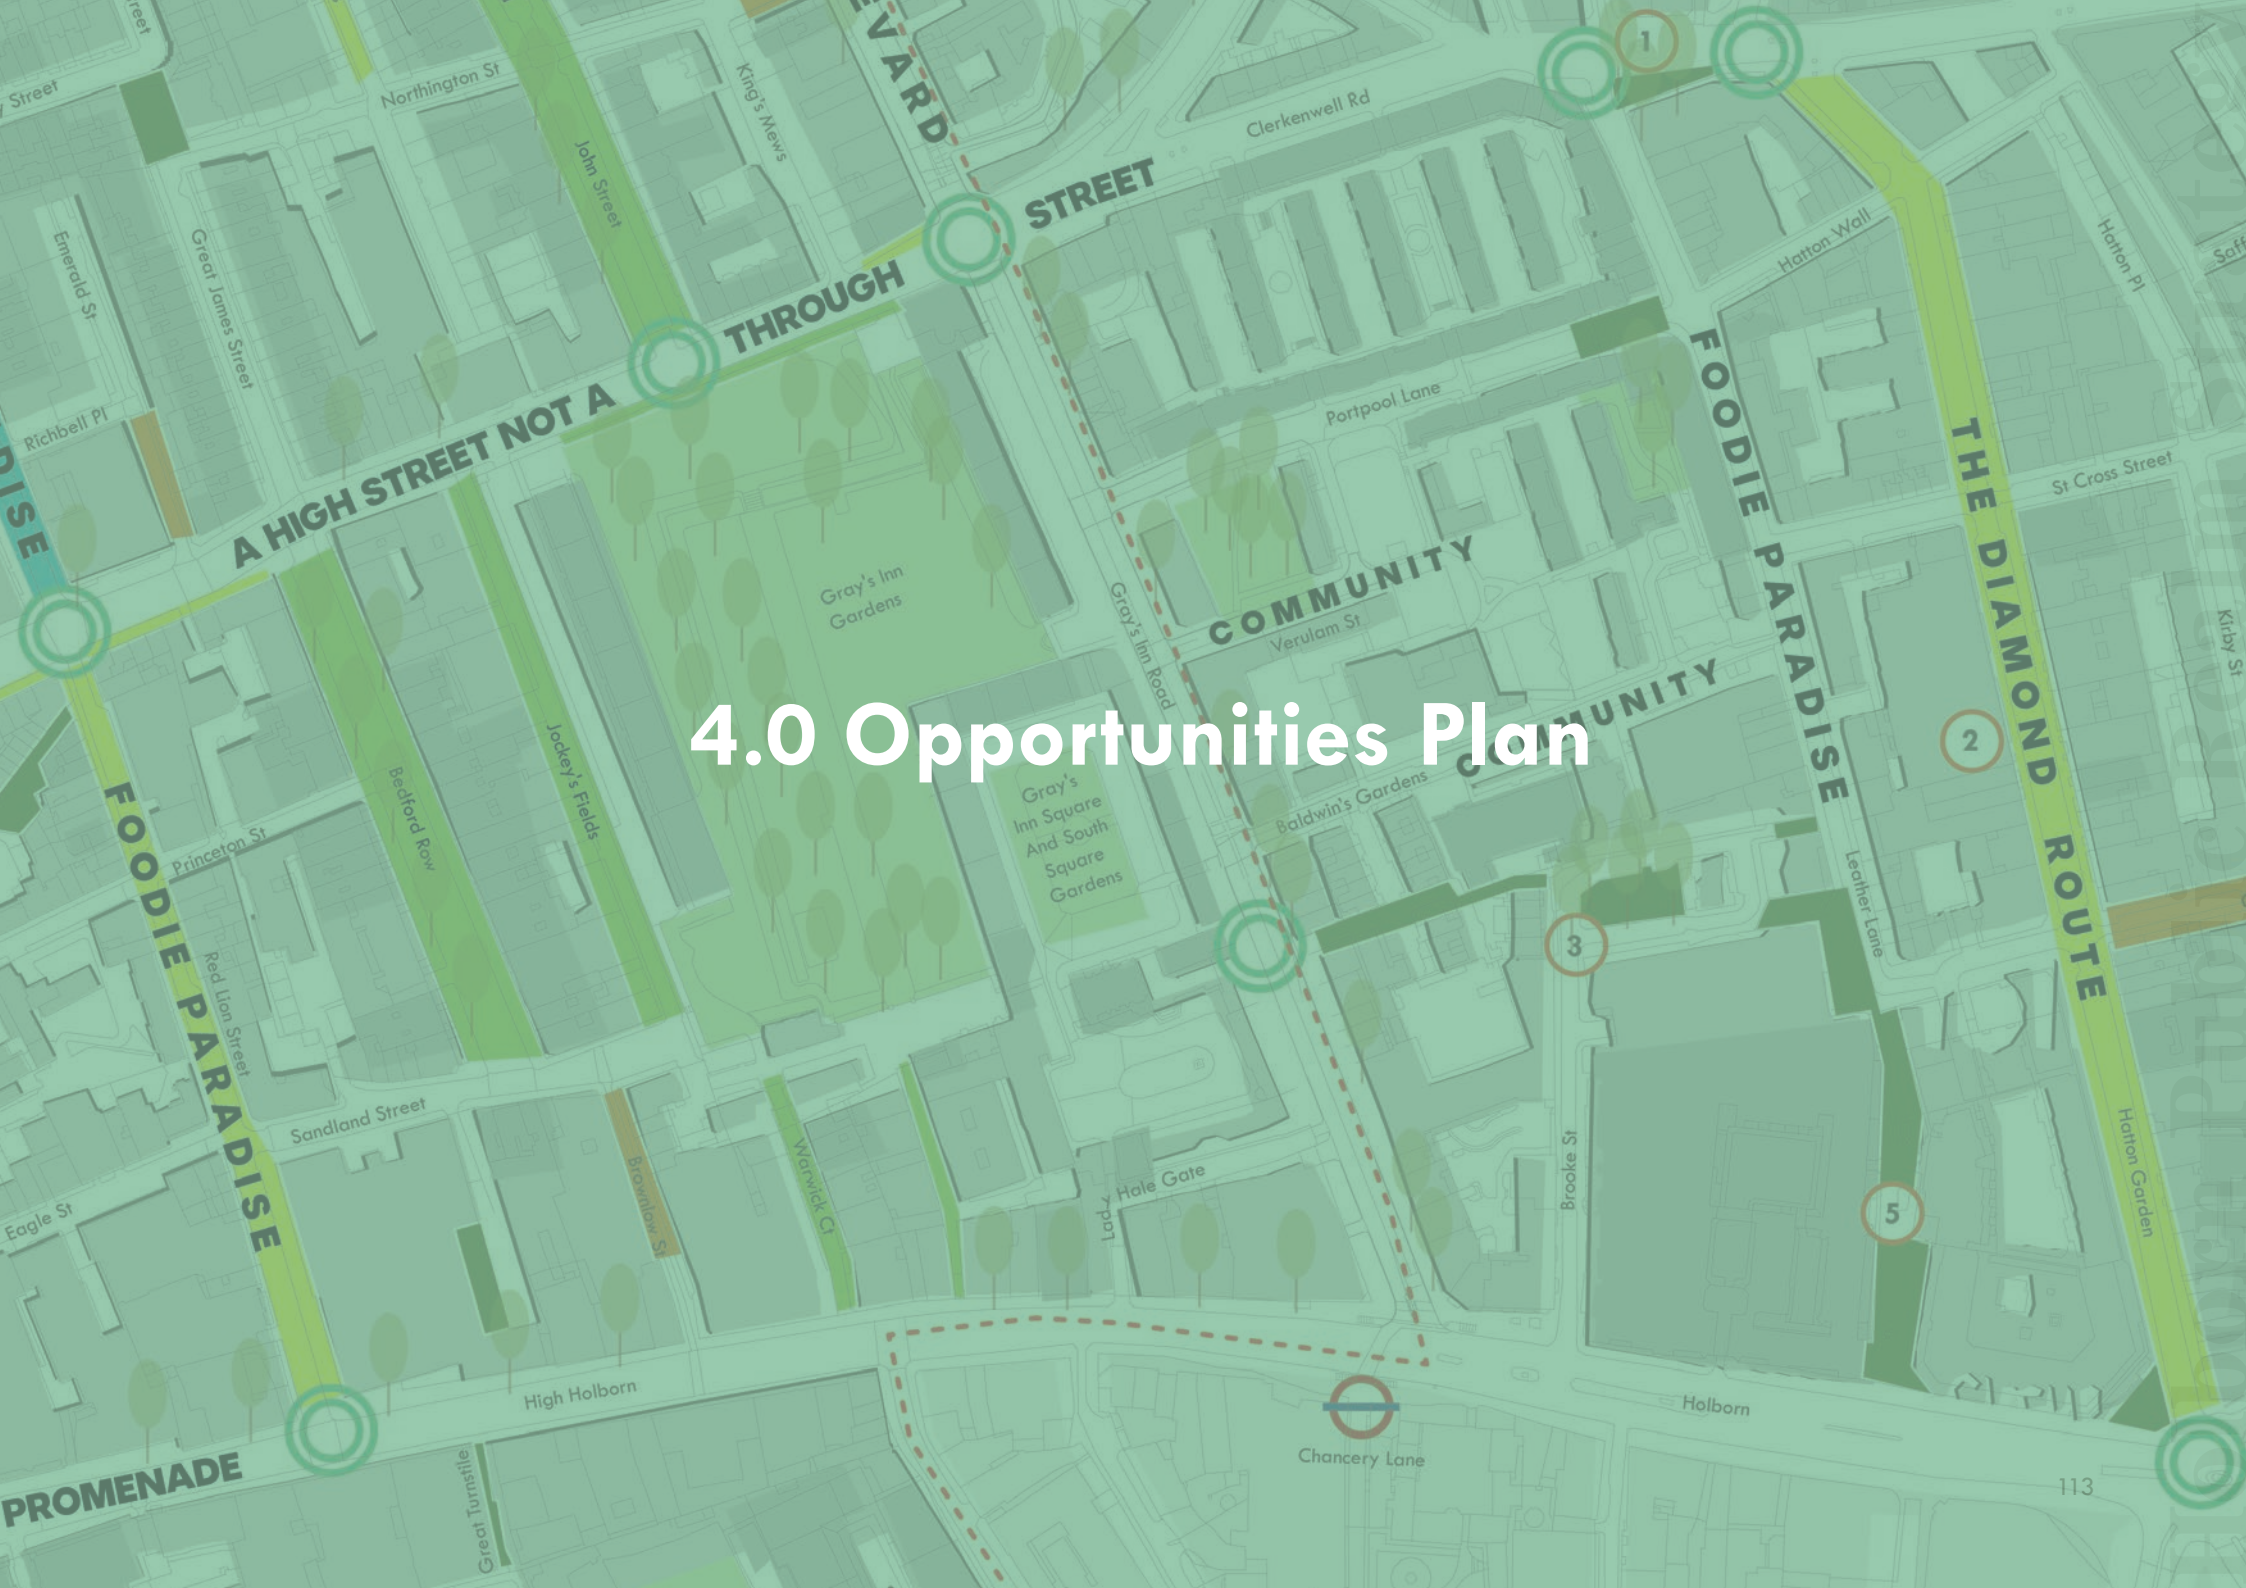 4.0 Opportunities Plan
Northington St
John Street
King's Mews
Clerkenwell Rd
1
STREET
Emerald St
Great James Street
THROUGH
Hatton Wall
Hatton Pl
A HIGH STREET NOT A
Richbell Pl
Portpool Lane
FOODIE PARADISE
THE DIAMOND ROUTE
St Cross Street
Gray's Inn
Gardens
Gray's Inn Road
COMMUNITY
Verulam St
Kirby St
COMMUNITY
2
Baldwin's Gardens
Bedford Row
Jockey's Fields
Gray's
Inn Square
And South
Square
Gardens
FOODIE PARADISE
Princeton St
Red Lion Street
Leather Lane
3
Sandland Street
Brownlow St
Warwick Ct
Hale Gate
Lady
Brooke St
5
Hatton Garden
Eagle St
High Holborn
Holborn
Chancery Lane
PROMENADE
Great Turnstile
113